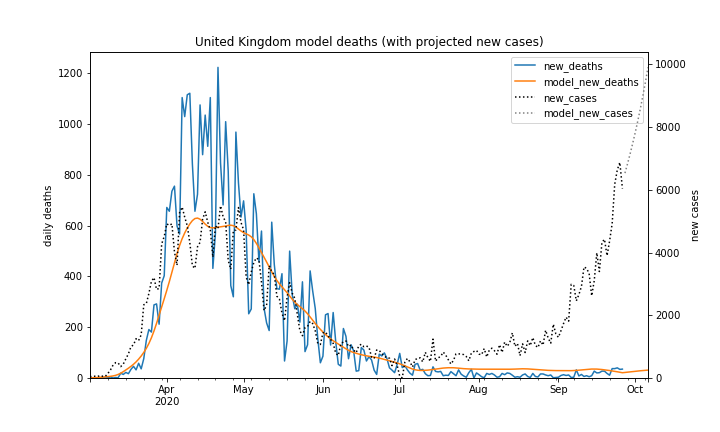 United Kingdom model deaths (with projected new cases)
new_deaths
model_new_deaths
new_cases
model_new_cases
daily deaths
1200
1000
800
600
400
200
0
new cases
10000
8000
6000
4000
2000
0
Apr
2020
May
Jun
Jul
Aug
Sep
Oct